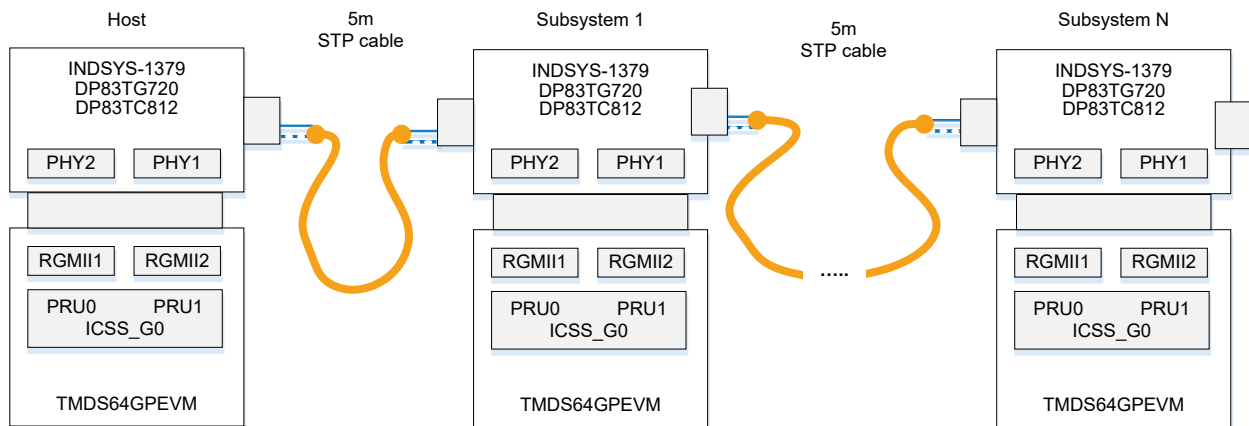 Host
5m
STP cable
Subsystem 1
5m
STP cable
Subsystem N
INDSYS-1379
DP83TG720
DP83TC812
PHY2
PHY1
INDSYS-1379
DP83TG720
DP83TC812
PHY2
PHY1
INDSYS-1379
DP83TG720
DP83TC812
PHY2
PHY1
RGMII1
RGMII2
PRU0
PRU1
ICSS_G0
TMDS64GPEVM
RGMII1
RGMII2
PRU0
PRU1
ICSS_G0
TMDS64GPEVM
.....
RGMII1
RGMII2
PRU0
PRU1
ICSS_G0
TMDS64GPEVM